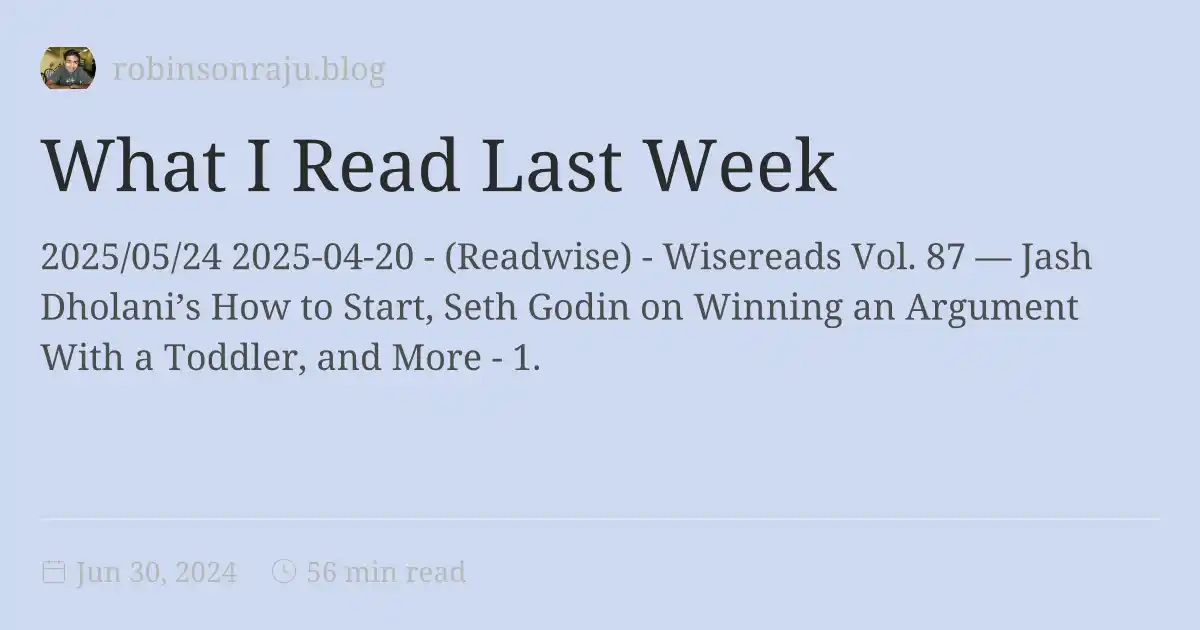 robinsonraju.blog
What I Read Last Week
2025/05/24 2025-04-20 - (Readwise) - Wisereads Vol. 87 — Jash
Dholani’s How to Start, Seth Godin on Winning an Argument
With a Toddler, and More - 1.
Jun 30, 2024 56 min read